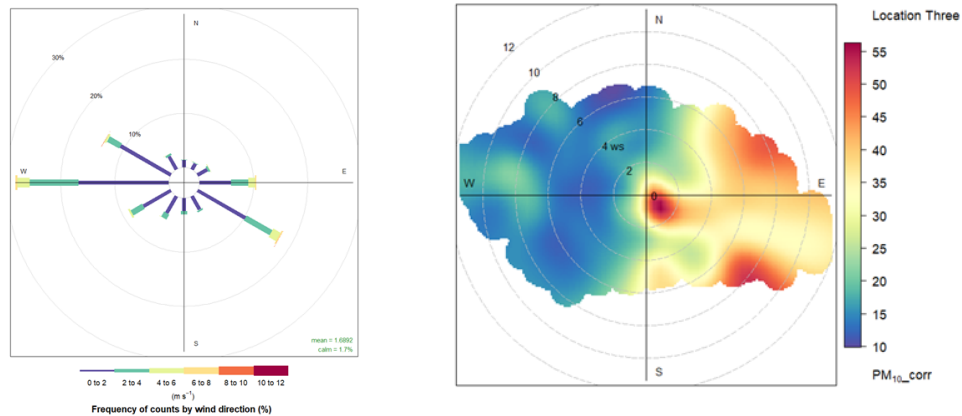 N
30%
20%
10%
W
E
S
mean = 1.6892
calm = 1.7%
0 to 2 2 to 4 4 to 6 6 to 8 8 to 10 10 to 12
(m s⁻¹)
Frequency of counts by wind direction (%)
N
12
10
8
6
4 ws
2
0
W
E
S
Location Three
55
50
45
40
35
30
25
20
15
10
PM₁₀_corr